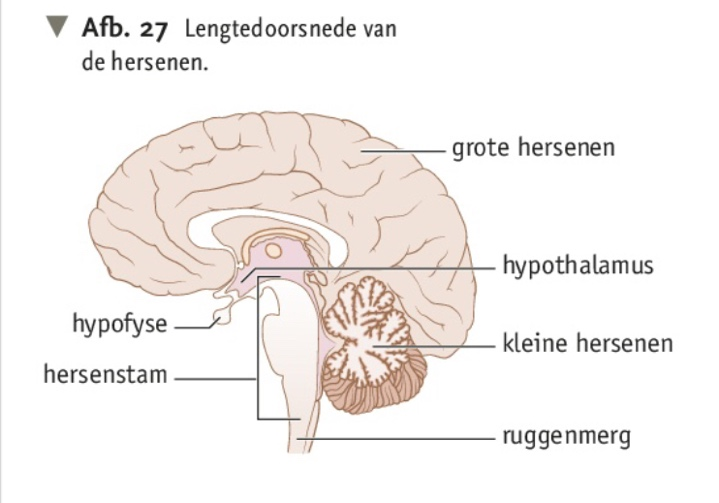 ▼ Afb. 27 Lengtedoorsnede van
de hersenen.
grote hersenen
hypothalamus
hypofyse
kleine hersenen
hersenstam
ruggenmerg